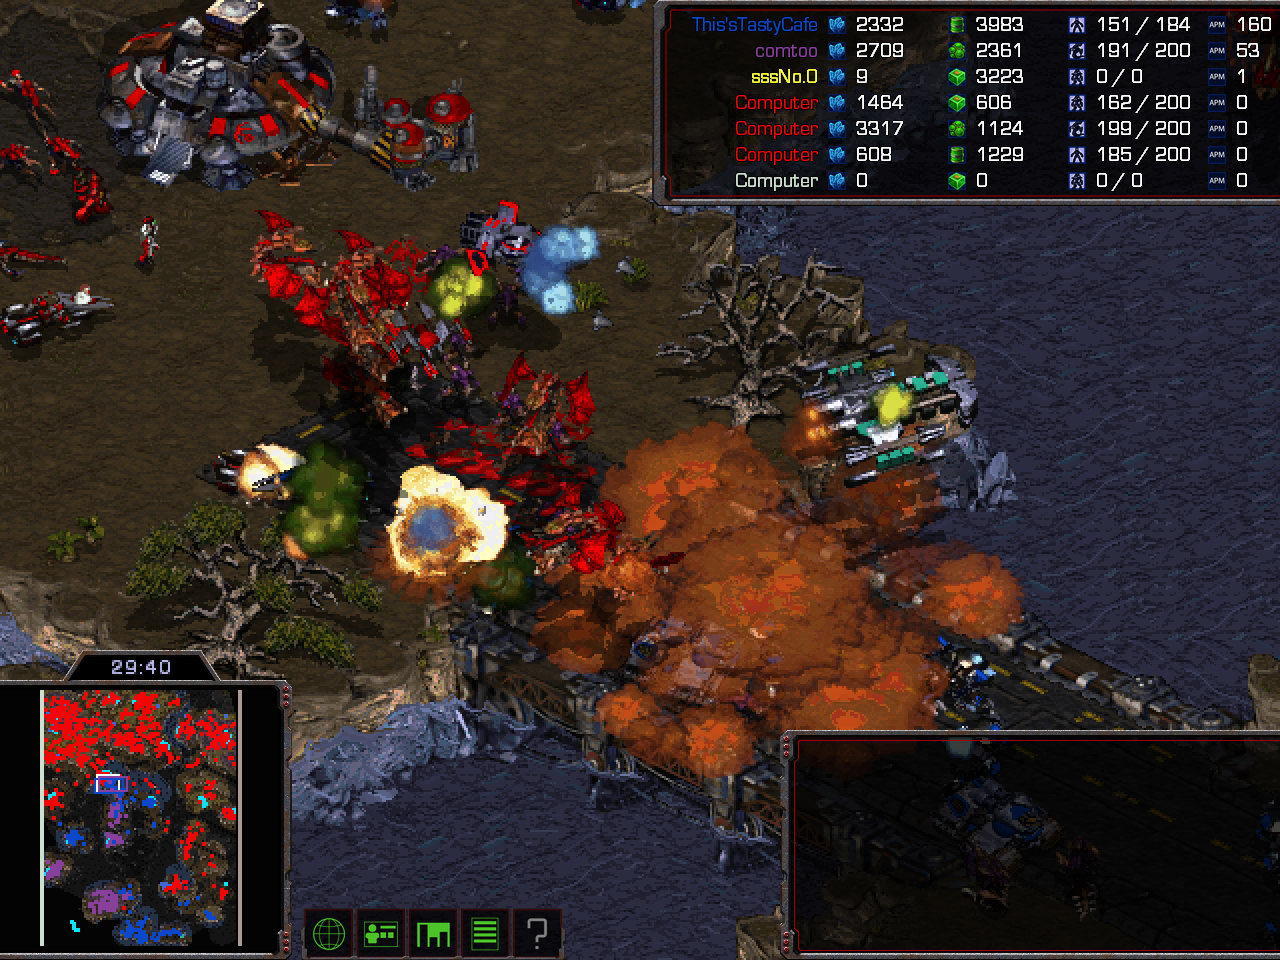 This'sTastyCafe 2332 3983 151 / 184 APM 160
comtoo 2709 2361 191 / 200 APM 53
sssNo.0 9 3223 0 / 0 APM 1
Computer 1464 606 162 / 200 APM 0
Computer 3317 1124 199 / 200 APM 0
Computer 608 1229 185 / 200 APM 0
Computer 0 0 0 / 0 APM 0
29:40
?